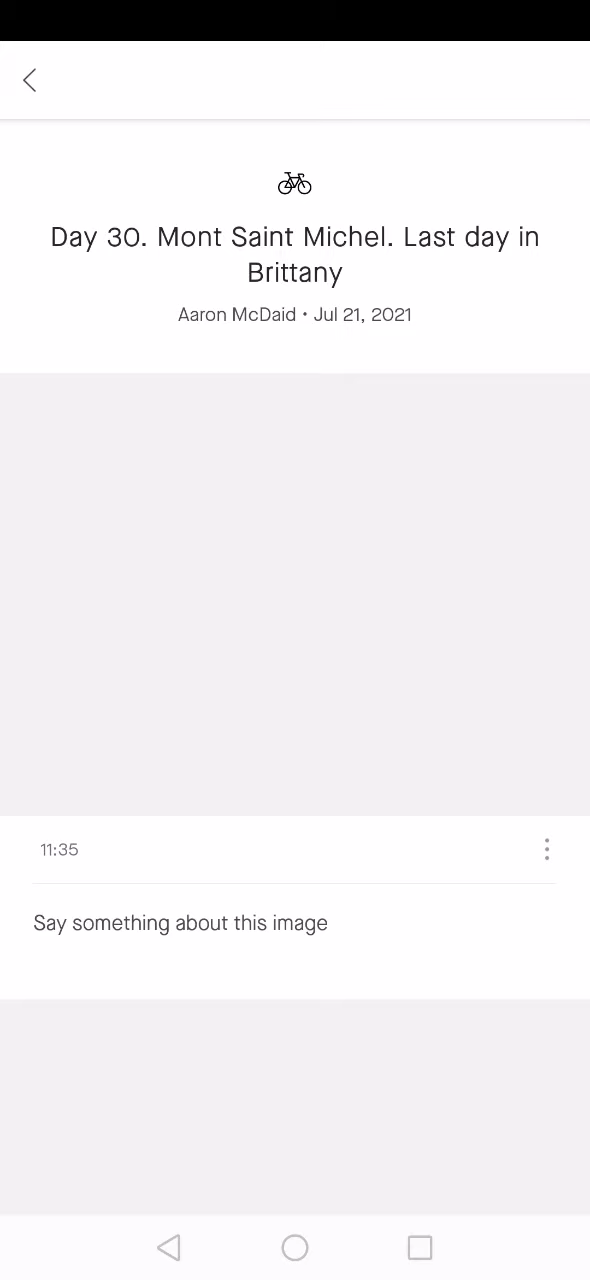 Day 30. Mont Saint Michel. Last day in
Brittany
Aaron McDaid • Jul 21, 2021
11:35
Say something about this image